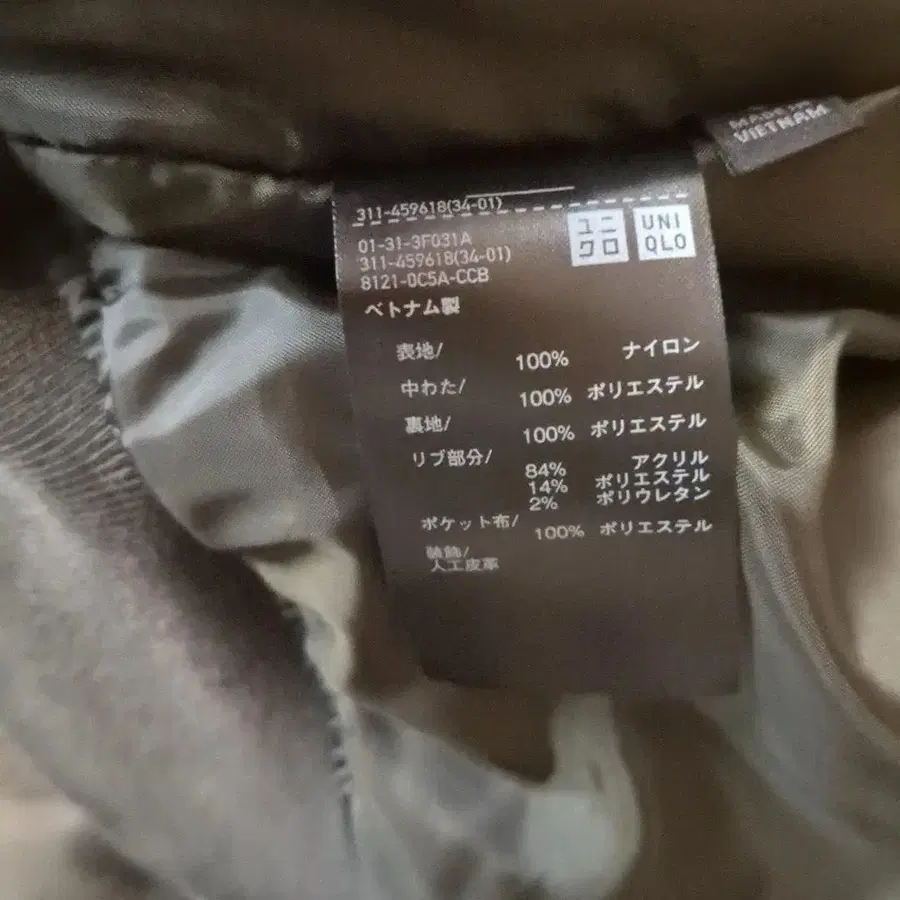 MADE IN
VIETNAM
311-459618(34-01)
ユニ
クロ
UNI
QLO
01-31-3F031A
311-459618(34-01)
8121-0C5A-CCB
ベトナム製
表地/
100% ナイロン
中わた/
100% ポリエステル
裏地/
100% ポリエステル
リブ部分/
84% アクリル
14% ポリエステル
2% ポリウレタン
ポケット布/ 100% ポリエステル
装飾/
人工皮革